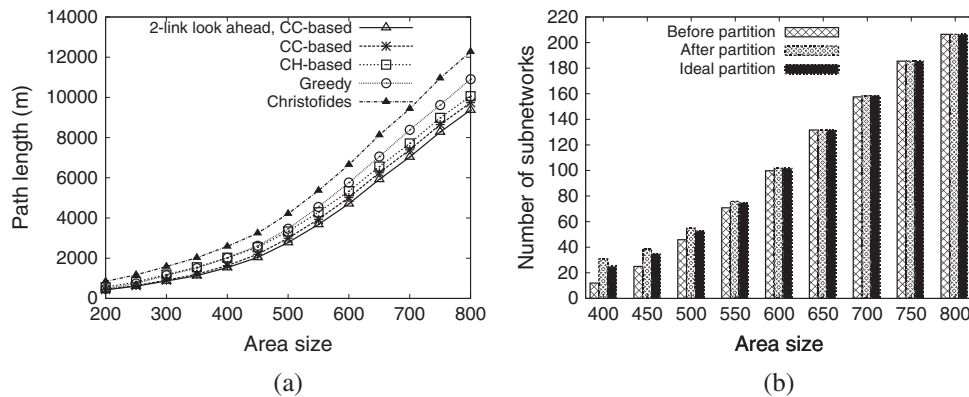 14000
12000
10000
8000
6000
4000
2000
0
Path length (m)
2-link look ahead, CC-based
CC-based
CH-based
Greedy
Christofides
200 300 400 500 600 700 800
Area size
(a)
220
200
180
160
140
120
100
80
60
40
20
0
Number of subnetworks
Before partition
After partition
Ideal partition
400 450 500 550 600 650 700 750 800
Area size
(b)